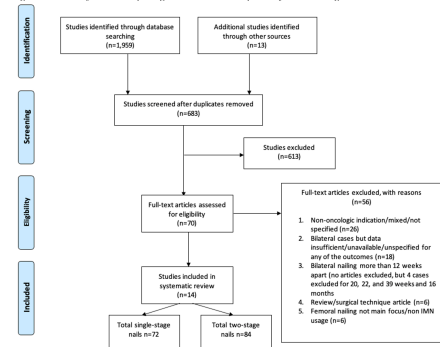 Identification
Studies identified through database
searching
(n=1,959)
Additional studies identified
through other sources
(n=13)
Screening
Studies screened after duplicates removed
(n=683)
Studies excluded
(n=613)
Eligibility
Full-text articles assessed
for eligibility
(n=70)
Full-text articles excluded, with reasons
(n=56)
1. Non-oncologic indication/mixed/not
specified (n=26)
2. Bilateral cases but data
insufficient/unavailable/unspecified for
any of the outcomes (n=18)
3. Bilateral nailing more than 12 weeks
apart (no articles excluded, but 4 cases
excluded for 20, 22, and 39 weeks and 16
months
4. Review/surgical technique article (n=6)
5. Femoral nailing not main focus/non IMN
usage (n=6)
Included
Studies included in
systematic review
(n=14)
Total single-stage
nails n=72
Total two-stage
nails n=84